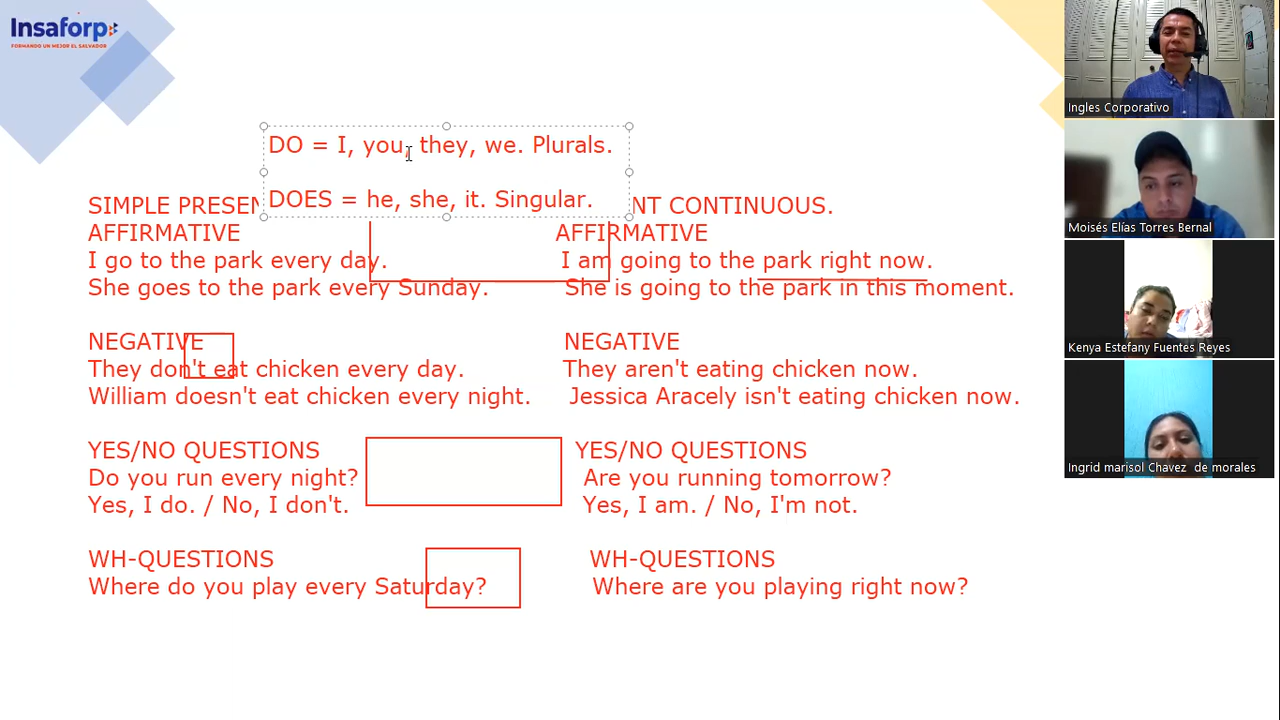 Insaforp
FORMANDO UN MEJOR EL SALVADOR
DO = I, you, they, we. Plurals.
DOES = he, she, it. Singular.
SIMPLE PRESEN
NT CONTINUOUS.
AFFIRMATIVE
I go to the park every day.
She goes to the park every Sunday.
AFFIRMATIVE
I am going to the park right now.
She is going to the park in this moment.
NEGATIVE
They don't eat chicken every day.
William doesn't eat chicken every night.
NEGATIVE
They aren't eating chicken now.
Jessica Aracely isn't eating chicken now.
YES/NO QUESTIONS
Do you run every night?
Yes, I do. / No, I don't.
YES/NO QUESTIONS
Are you running tomorrow?
Yes, I am. / No, I'm not.
WH-QUESTIONS
Where do you play every Saturday?
WH-QUESTIONS
Where are you playing right now?
Ingles Corporativo
Moisés Elías Torres Bernal
Kenya Estefany Fuentes Reyes
Ingrid marisol Chavez de morales